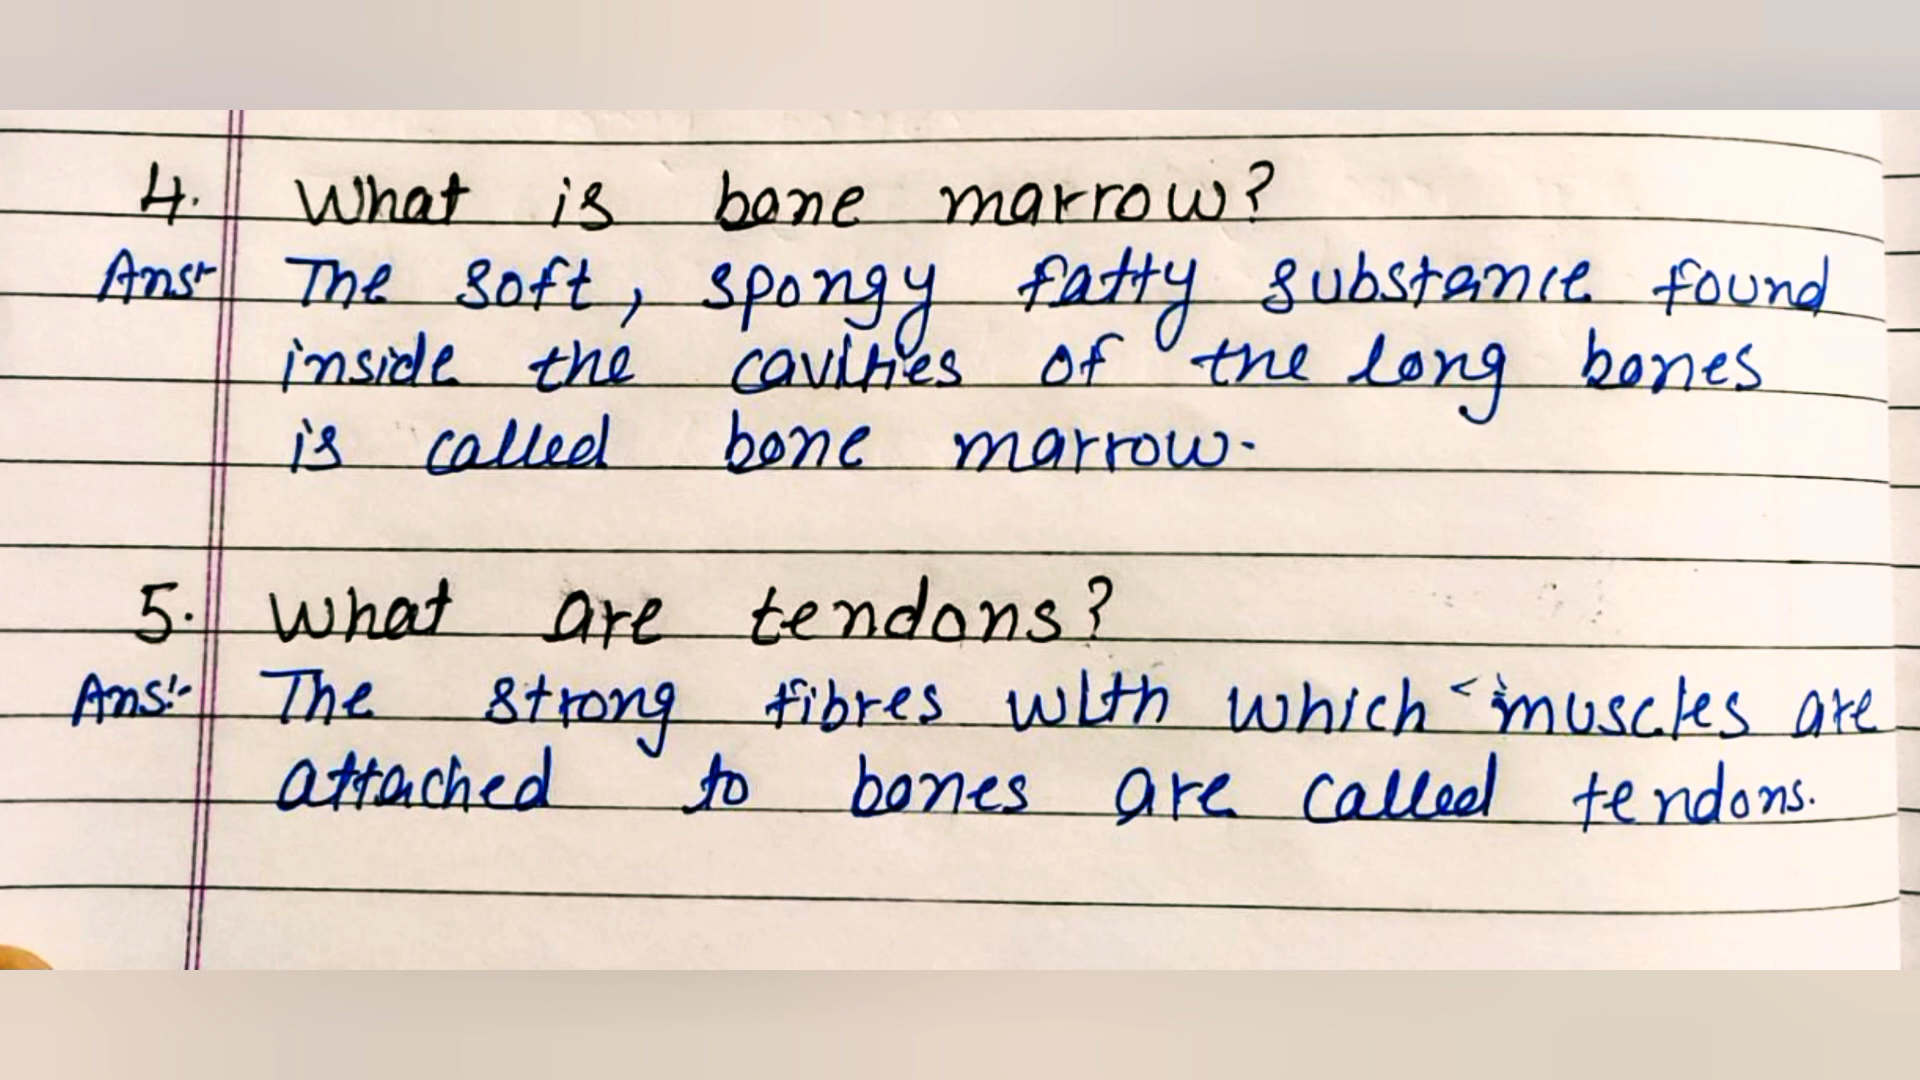 4. What is bone marrow?
Ans:- The soft, spongy fatty substance found
inside the cavities of the long bones
is called bone marrow.
5. What are tendons?
Ans:- The strong fibres with which muscles are
attached to bones are called tendons.